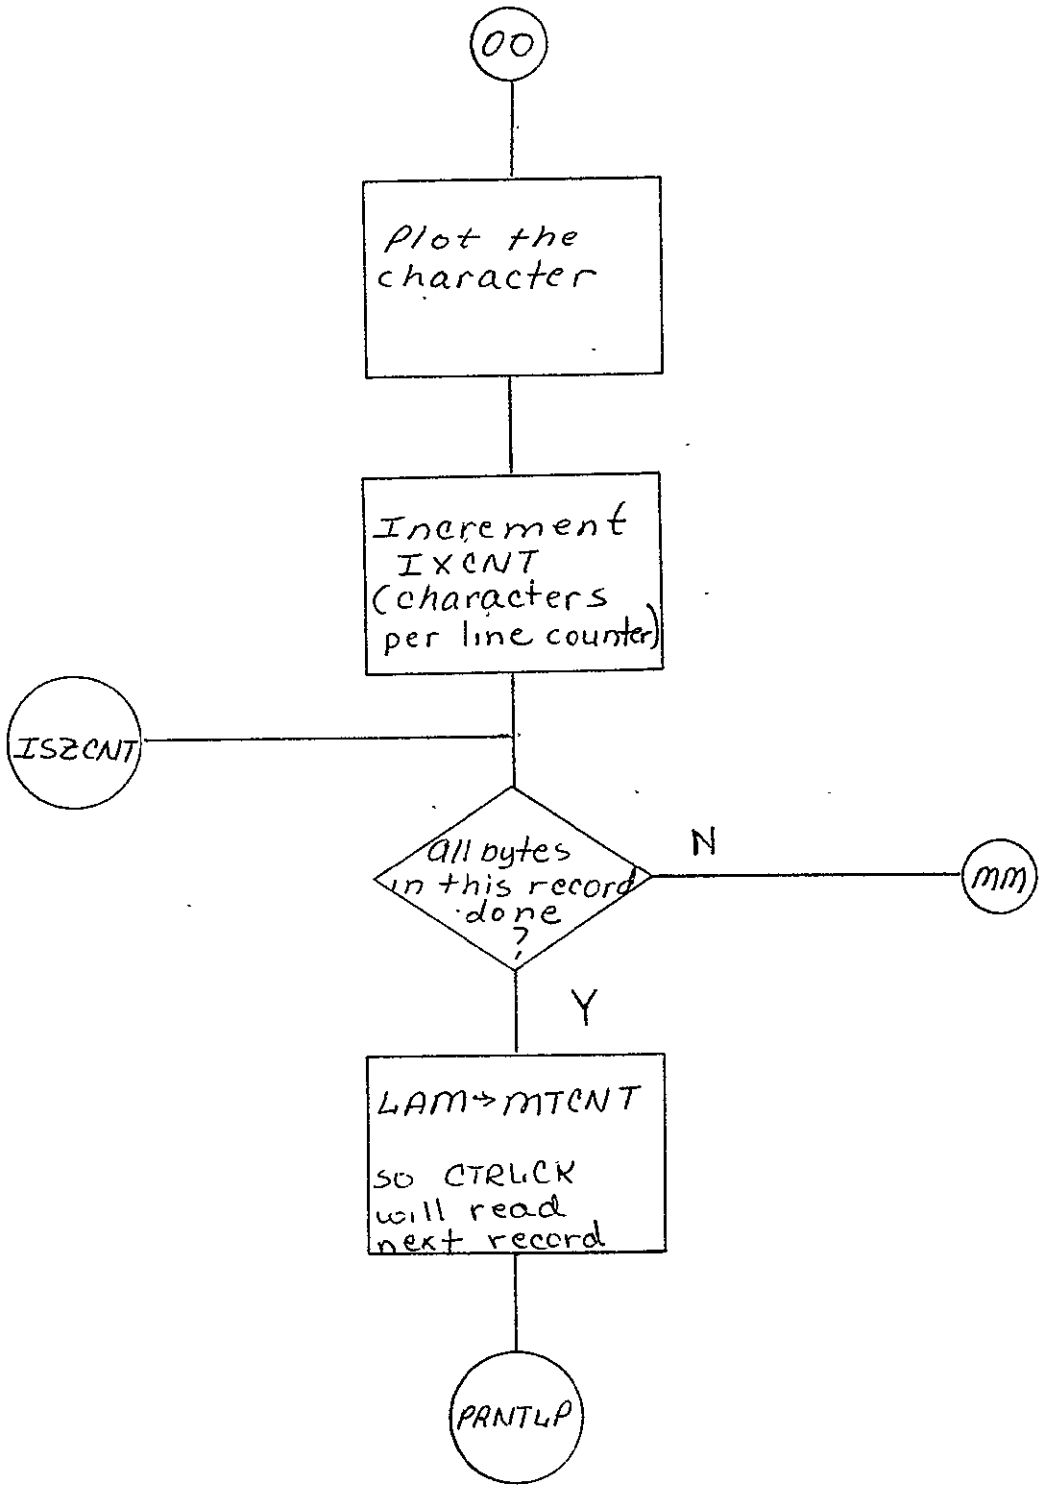 OO
Plot the
character
Increment
IXCNT
(characters
per line counter)
ISZCNT
All bytes
in this record
done
?
N
MM
Y
LAM→MTCNT
so CTRLCK
will read
next record
PRNTLP